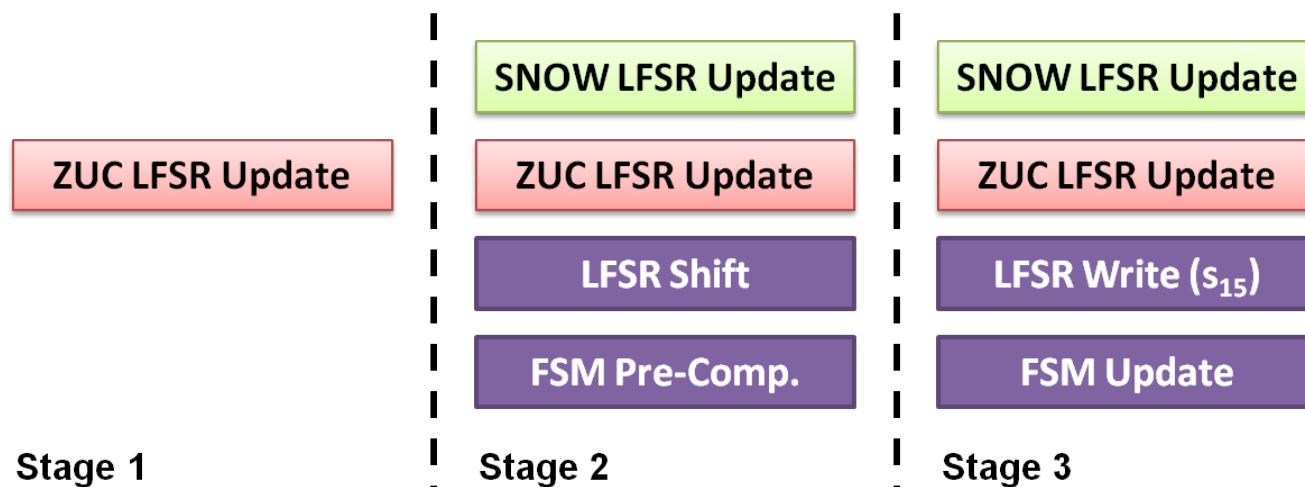 ZUC LFSR Update
Stage 1
SNOW LFSR Update
ZUC LFSR Update
LFSR Shift
FSM Pre-Comp.
Stage 2
SNOW LFSR Update
ZUC LFSR Update
LFSR Write (s₁₅)
FSM Update
Stage 3